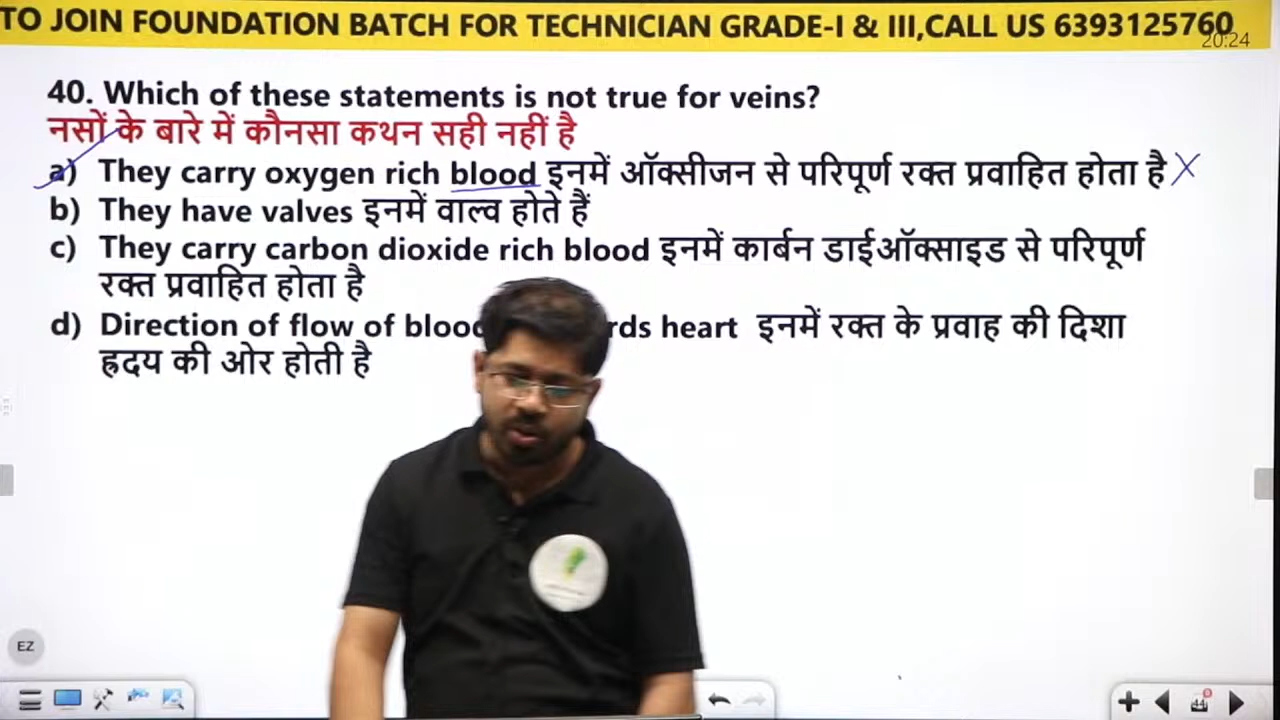 TO JOIN FOUNDATION BATCH FOR TECHNICIAN GRADE-I & III,CALL US 6393125760
20:24
40. Which of these statements is not true for veins?
नसों के बारे में कौनसा कथन सही नहीं है
a) They carry oxygen rich blood इनमें ऑक्सीजन से परिपूर्ण रक्त प्रवाहित होता है X
b) They have valves इनमें वाल्व होते हैं
c) They carry carbon dioxide rich blood इनमें कार्बन डाईऑक्साइड से परिपूर्ण
रक्त प्रवाहित होता है
d) Direction of flow of bloo rds heart इनमें रक्त के प्रवाह की दिशा
ह्रदय की ओर होती है
EZ
44